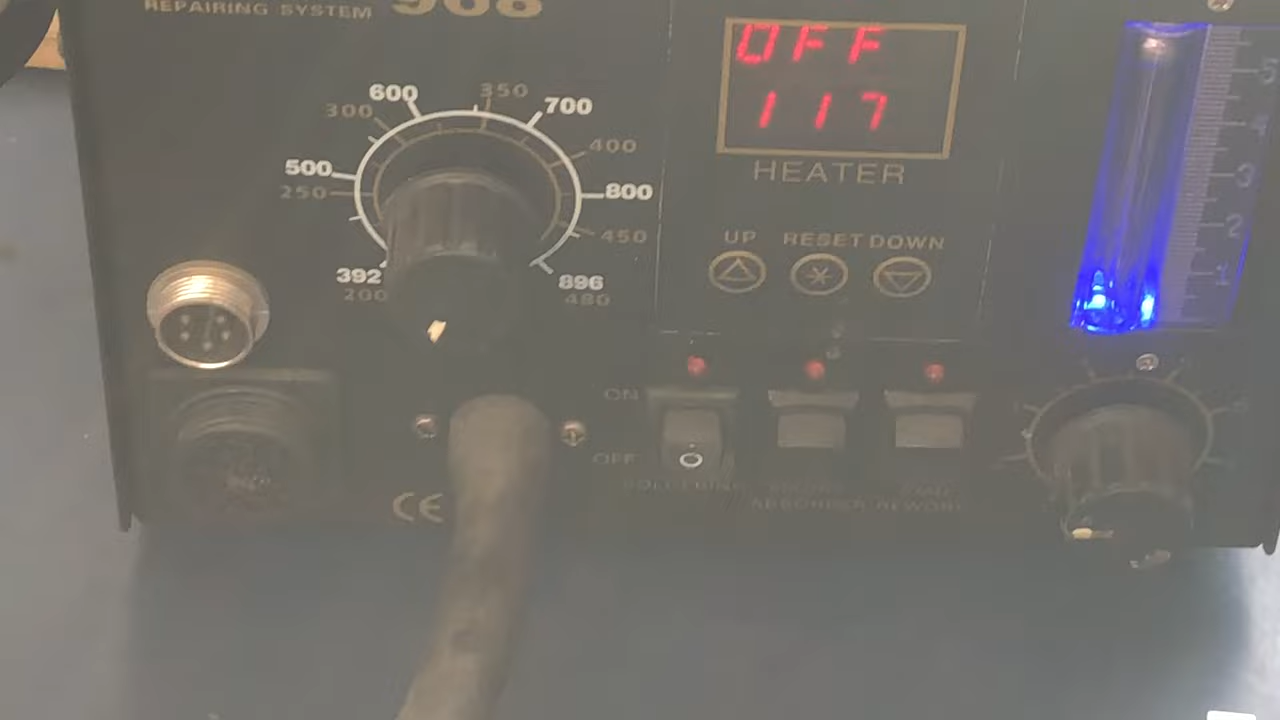 REPAIRING SYSTEM 968
OFF
117
HEATER
UP RESET DOWN
600
350
700
300
400
500
250
800
450
392
200
896
480
5
4
3
2
1
ON
OFF
CE